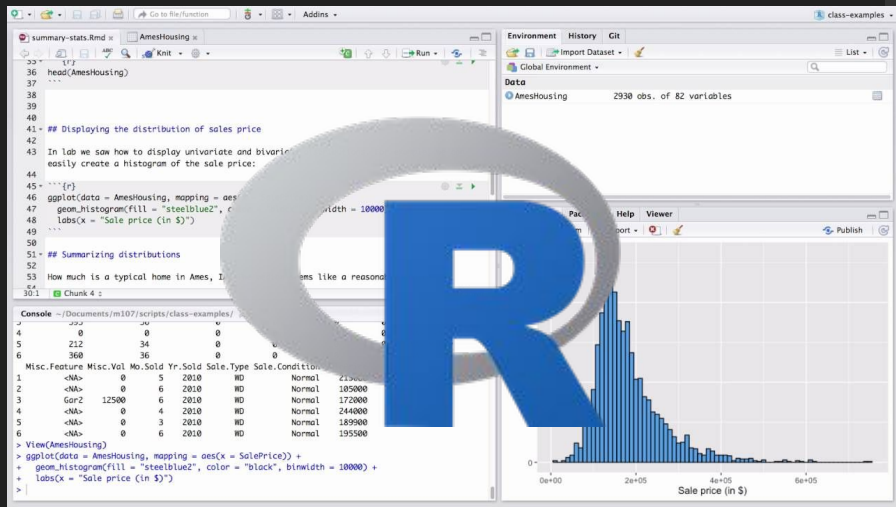 Go to file/function
Addins
class-examples
summary-stats.Rmd
AmesHousing
ABC
Knit
Run
35
{r}
36 head(AmesHousing)
37 ```
38
39
40
41 ## Displaying the distribution of sales price
42
43 In lab we saw how to display univariate and
easily create a histogram of the sale price:
44
45 ```{r}
46 ggplot(data = AmesHousing, mapping =
47 geom_histogram(fill = "steelblue2", = 10000
48 labs(x = "Sale price (in $)")
49 ```
50
51 ## Summarizing distributions
52
53 How much is a typical home in Ames, like a
30:1 Chunk 4
Console ~/Documents/m107/scripts/class-examples/
4 0 0 0
5 212 34 0
6 360 36 0
Misc.Feature Misc.Val Mo.Sold Yr.Sold Sale.Type Sale.Condition
1 <NA> 0 5 2010 WD Normal
2 <NA> 0 6 2010 WD Normal 105000
3 Gar2 12500 6 2010 WD Normal 172000
4 <NA> 0 4 2010 WD Normal 244000
5 <NA> 0 3 2010 WD Normal 189900
6 <NA> 0 6 2010 WD Normal 195500
> View(AmesHousing)
> ggplot(data = AmesHousing, mapping = aes(x = SalePrice)) +
+ geom_histogram(fill = "steelblue2", color = "black", binwidth = 10000) +
+ labs(x = "Sale price (in $)")
>
R
Environment History Git
Import Dataset
List
Global Environment
Data
AmesHousing 2930 obs. of 82 variables
Help Viewer
Publish
0
0e+00 2e+05 4e+05 6e+05
Sale price (in $)